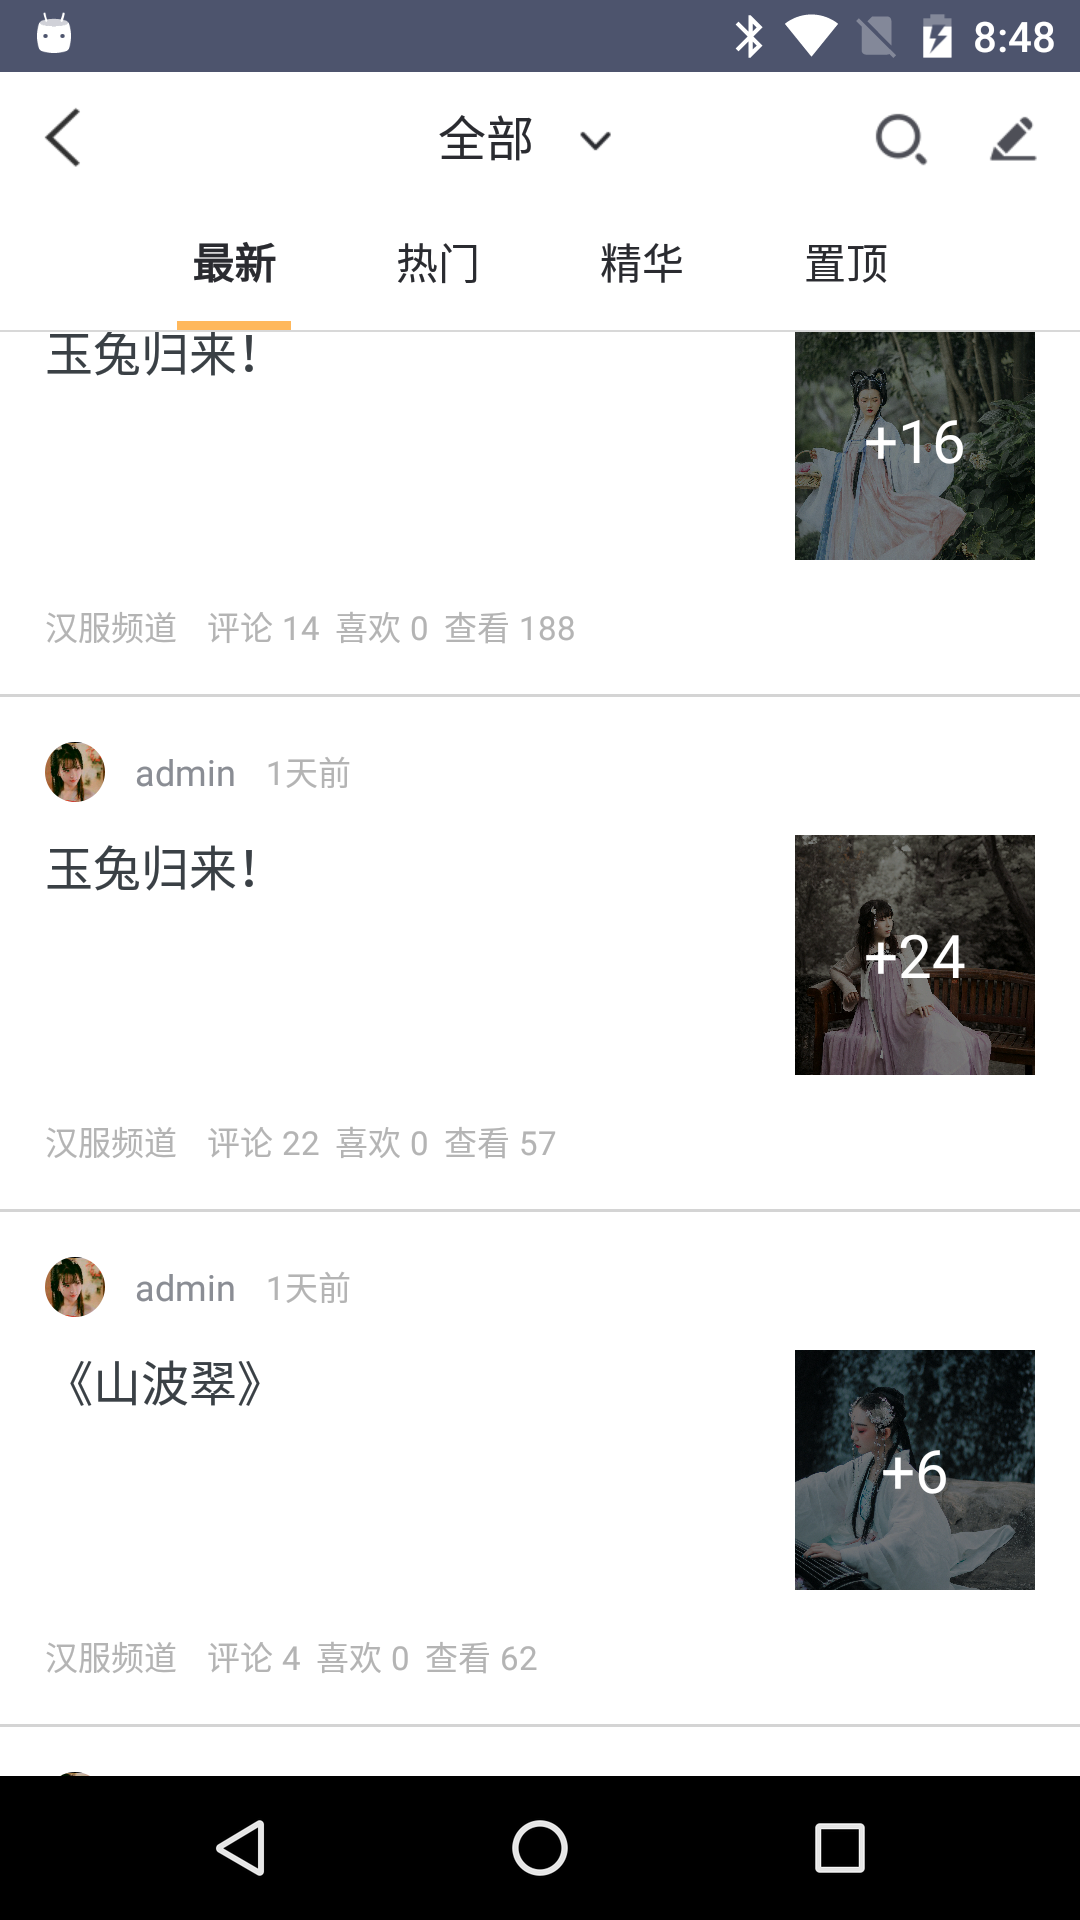 8:48
全部
最新 热门 精华 置顶
玉兔归来！
+16
汉服频道 评论 14 喜欢 0 查看 188
admin 1天前
玉兔归来！
+24
汉服频道 评论 22 喜欢 0 查看 57
admin 1天前
《山波翠》
+6
汉服频道 评论 4 喜欢 0 查看 62